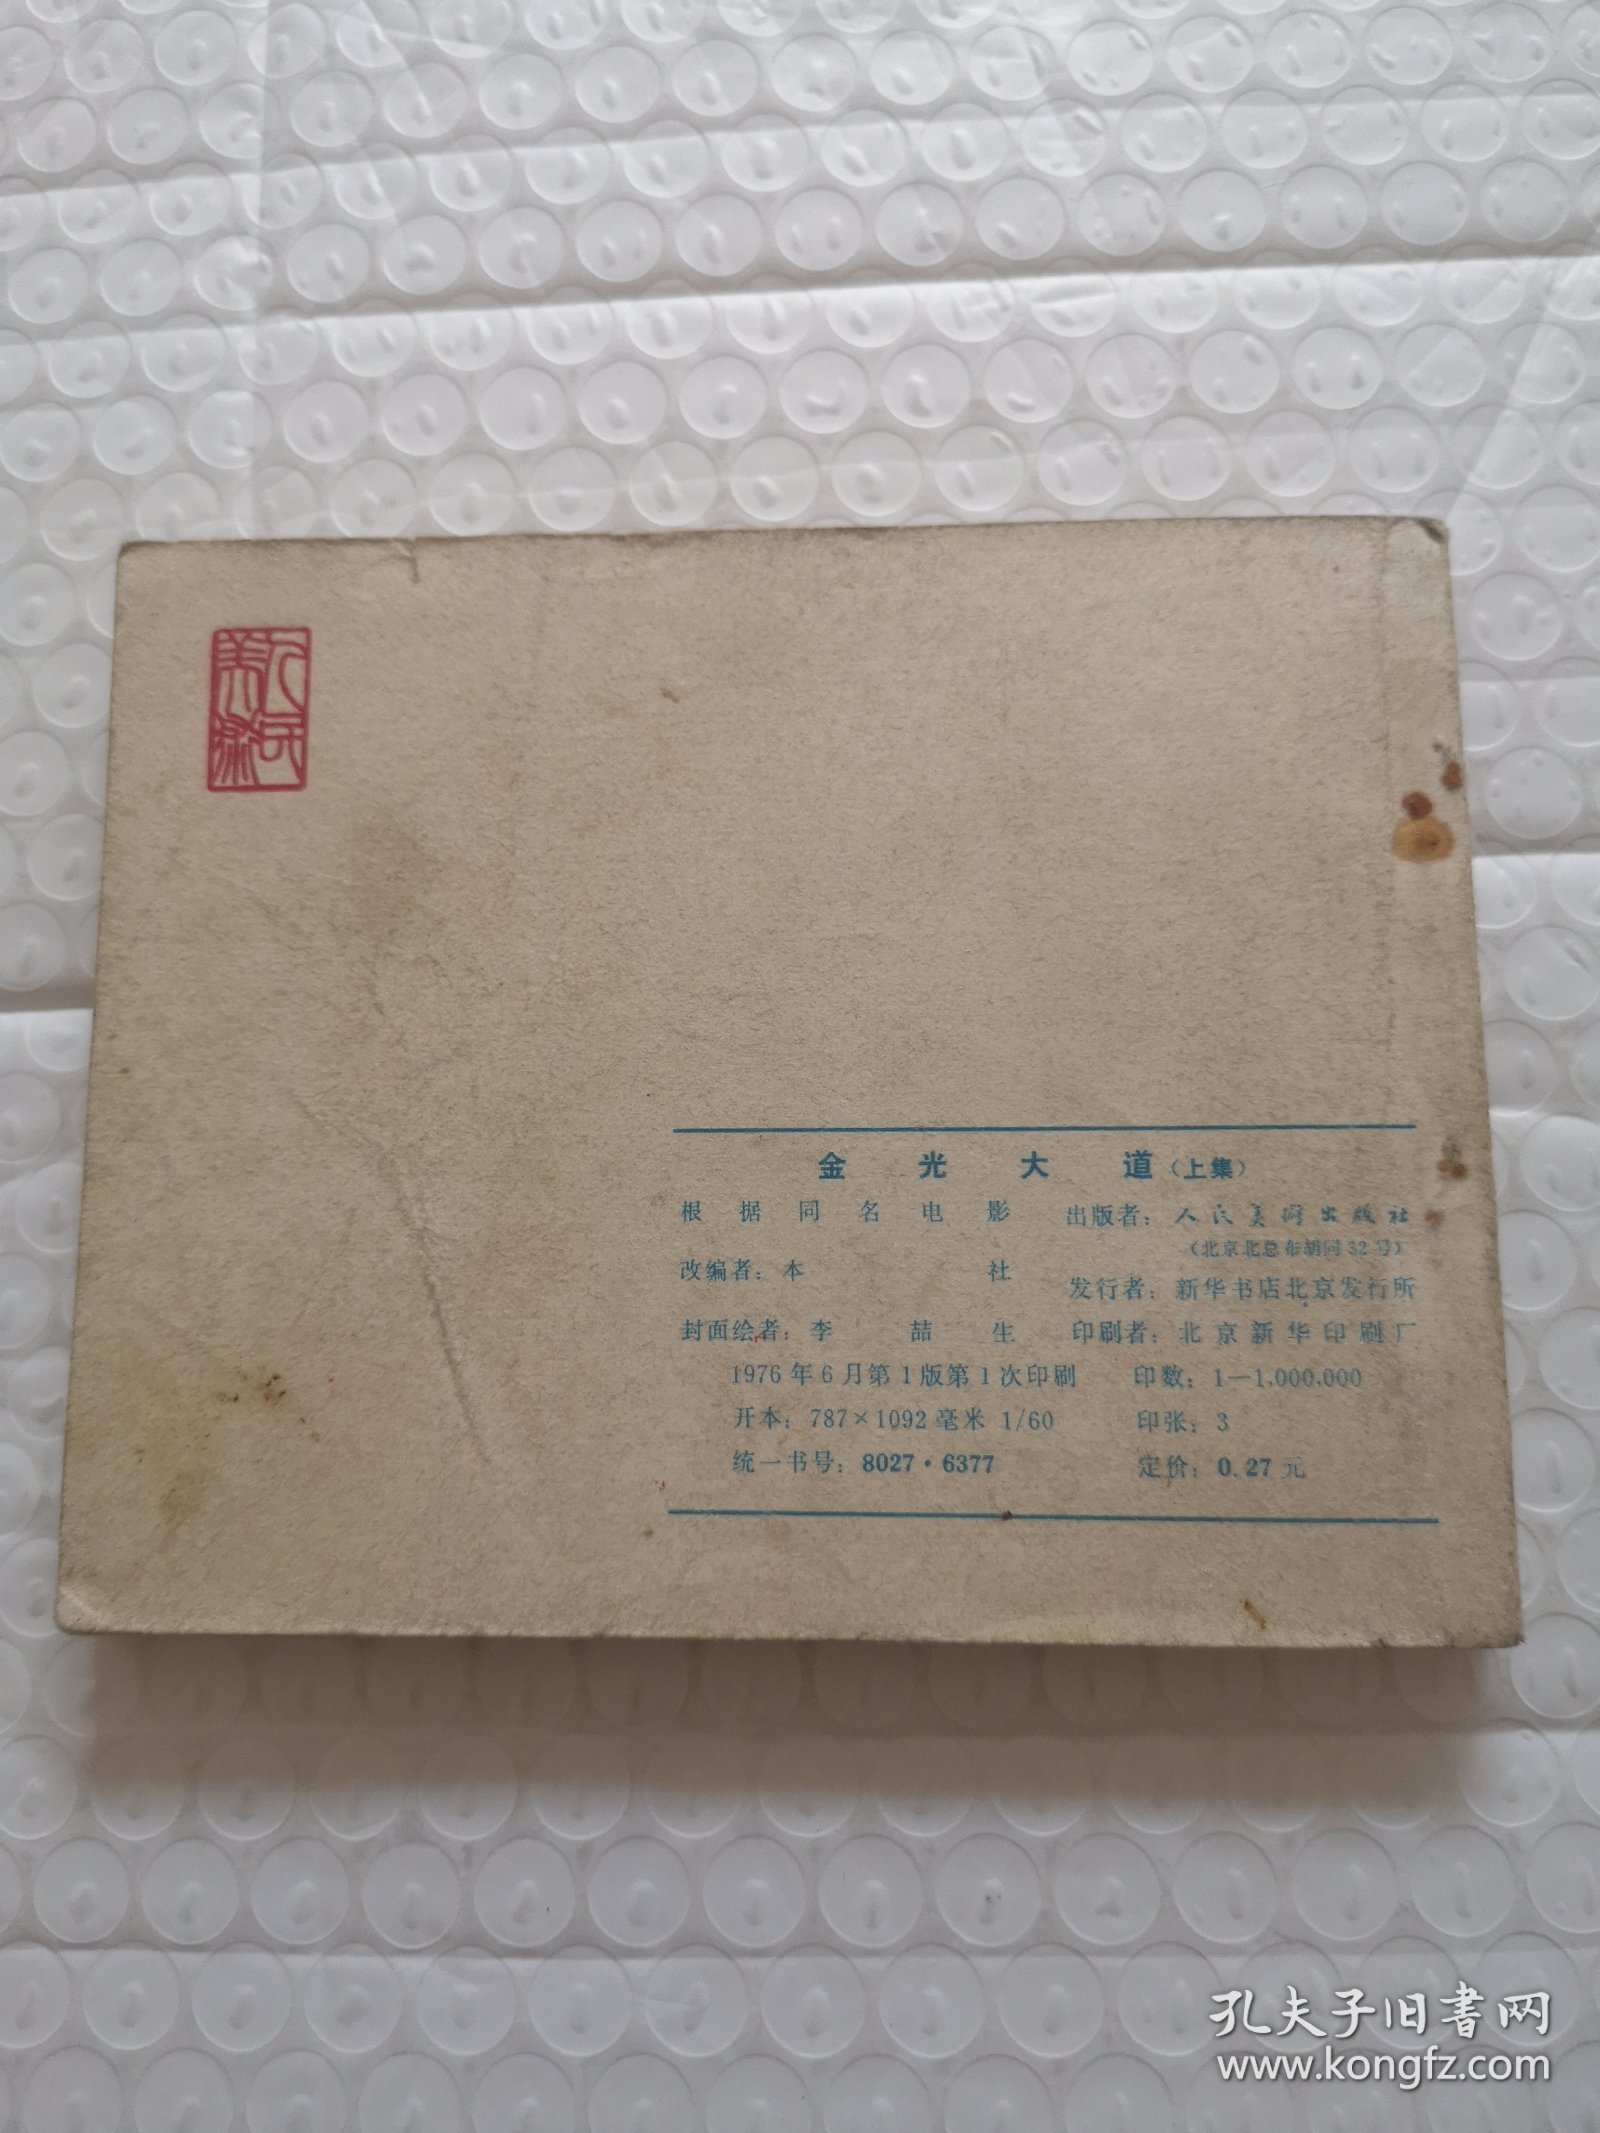 人民
美術
金光大道（上集）
根据同名电影
改编者：本社
封面绘者：李喆生
出版者：人民美术出版社
（北京北总布胡同32号）
发行者：新华书店北京发行所
印刷者：北京新华印刷厂
1976年6月第1版第1次印刷 印数：1—1,000,000
开本：787×1092毫米 1/60 印张：3
统一书号：8027·6377 定价：0.27元
孔夫子旧書网
www.kongfz.com